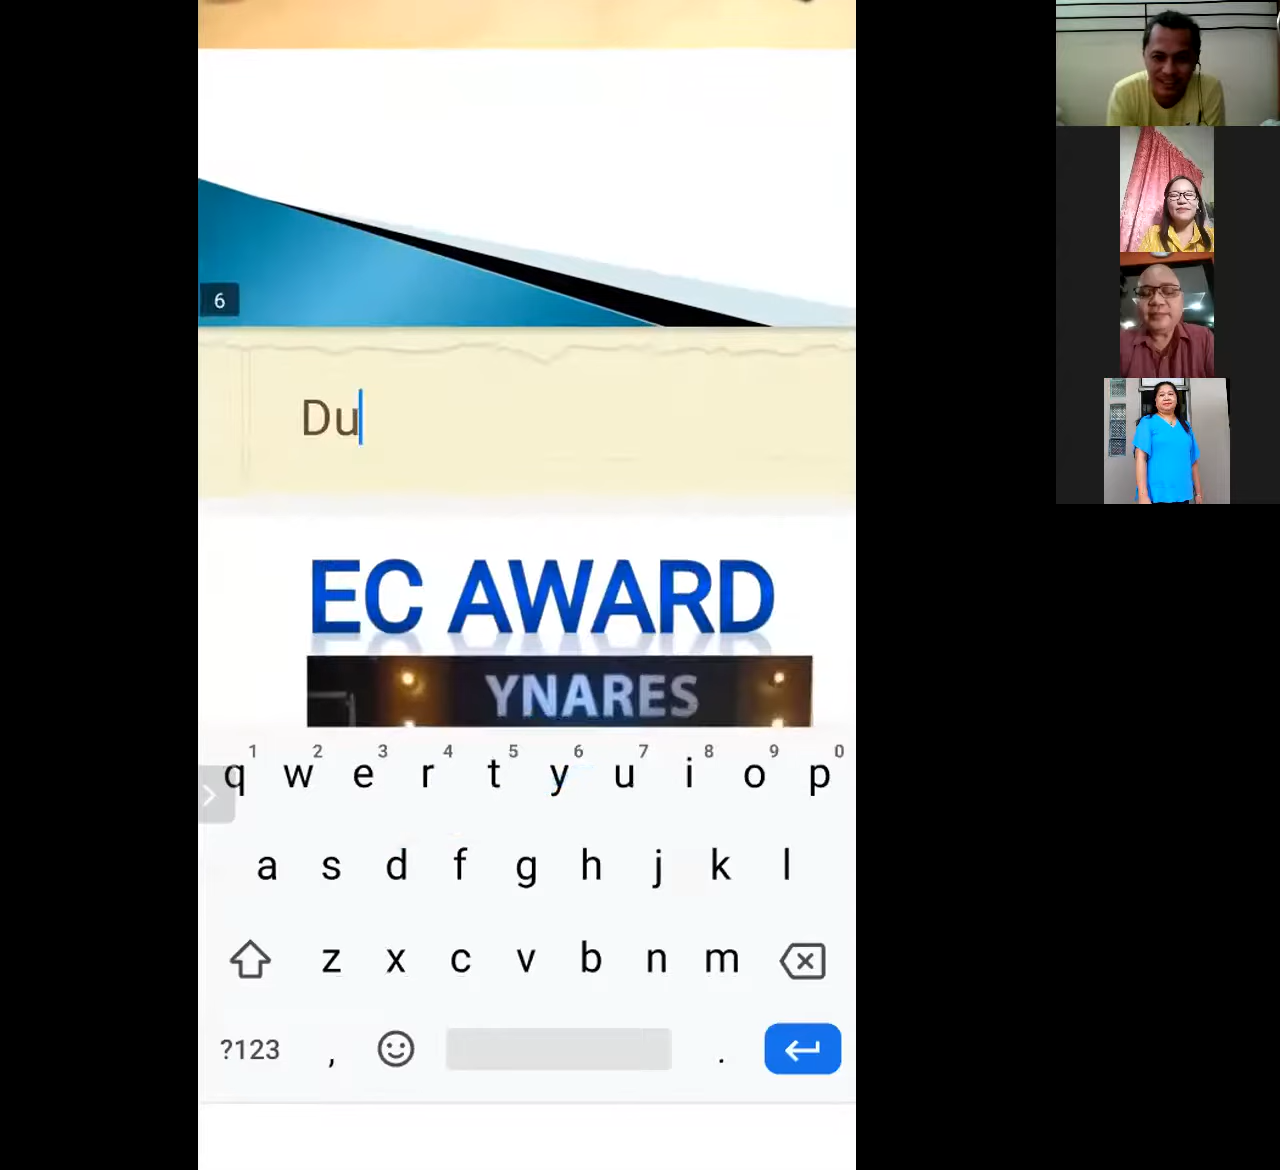 6
Du
EC AWARD
YNARES
1 2 3 4 5 6 7 8 9 0
q w e r t y u i o p
a s d f g h j k l
z x c v b n m
?123 , .